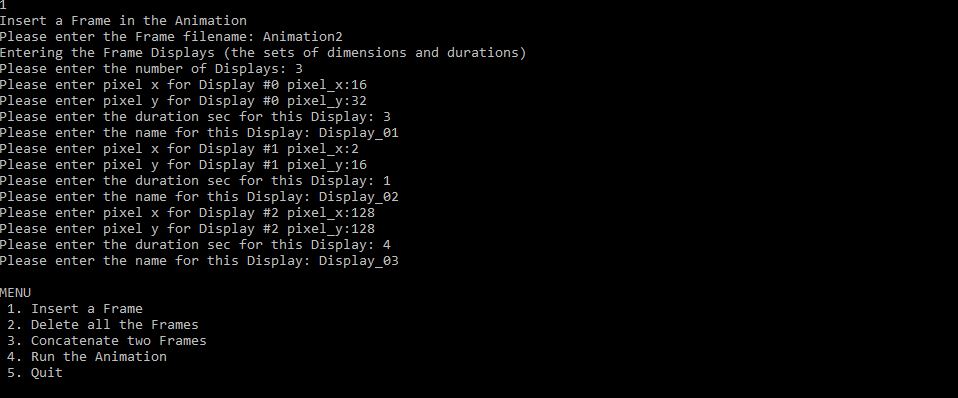 1
Insert a Frame in the Animation
Please enter the Frame filename: Animation2
Entering the Frame Displays (the sets of dimensions and durations)
Please enter the number of Displays: 3
Please enter pixel x for Display #0 pixel_x:16
Please enter pixel y for Display #0 pixel_y:32
Please enter the duration sec for this Display: 3
Please enter the name for this Display: Display_01
Please enter pixel x for Display #1 pixel_x:2
Please enter pixel y for Display #1 pixel_y:16
Please enter the duration sec for this Display: 1
Please enter the name for this Display: Display_02
Please enter pixel x for Display #2 pixel_x:128
Please enter pixel y for Display #2 pixel_y:128
Please enter the duration sec for this Display: 4
Please enter the name for this Display: Display_03

MENU
 1. Insert a Frame
 2. Delete all the Frames
 3. Concatenate two Frames
 4. Run the Animation
 5. Quit